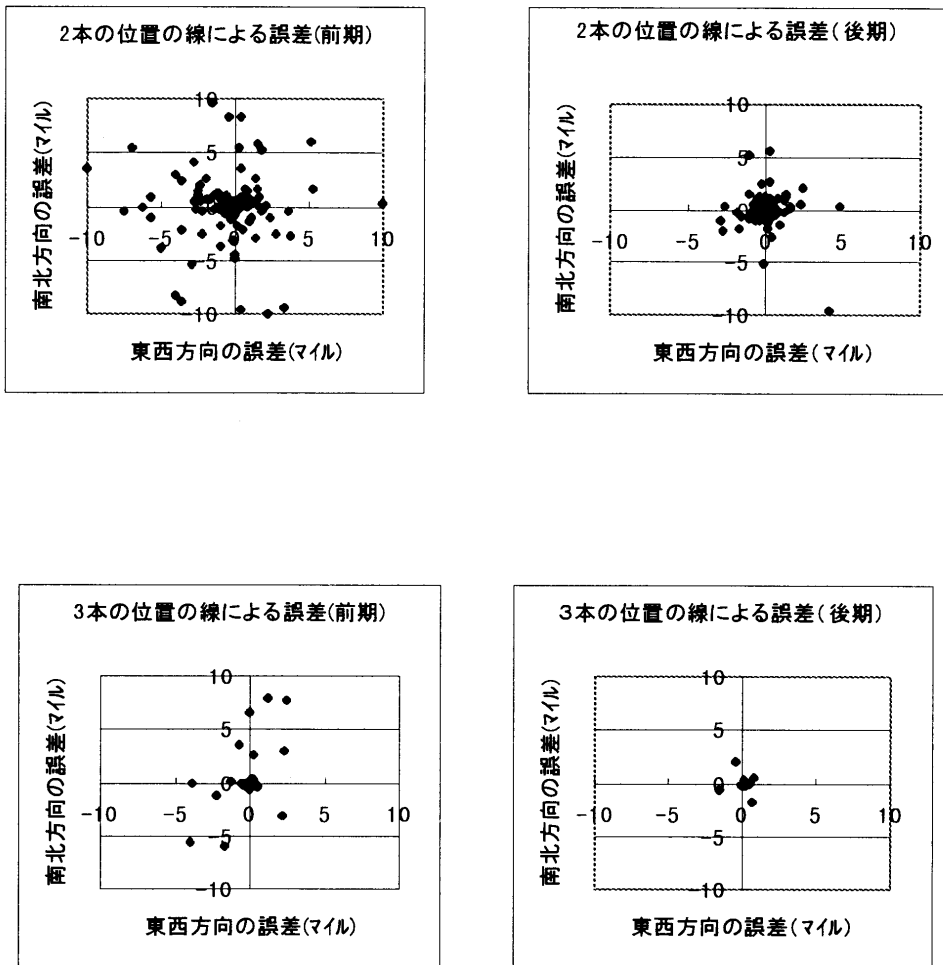 2本の位置の線による誤差(前期)
南北方向の誤差(マイル)
10
5
0
-5
-10
-10 -5 0 5 10
東西方向の誤差(マイル)
2本の位置の線による誤差(後期)
南北方向の誤差(マイル)
10
5
0
-5
-10
-10 -5 0 5 10
東西方向の誤差(マイル)
3本の位置の線による誤差(前期)
南北方向の誤差(マイル)
10
5
0
-5
-10
-10 -5 0 5 10
東西方向の誤差(マイル)
3本の位置の線による誤差(後期)
南北方向の誤差(マイル)
10
5
0
-5
-10
-10 -5 0 5 10
東西方向の誤差(マイル)